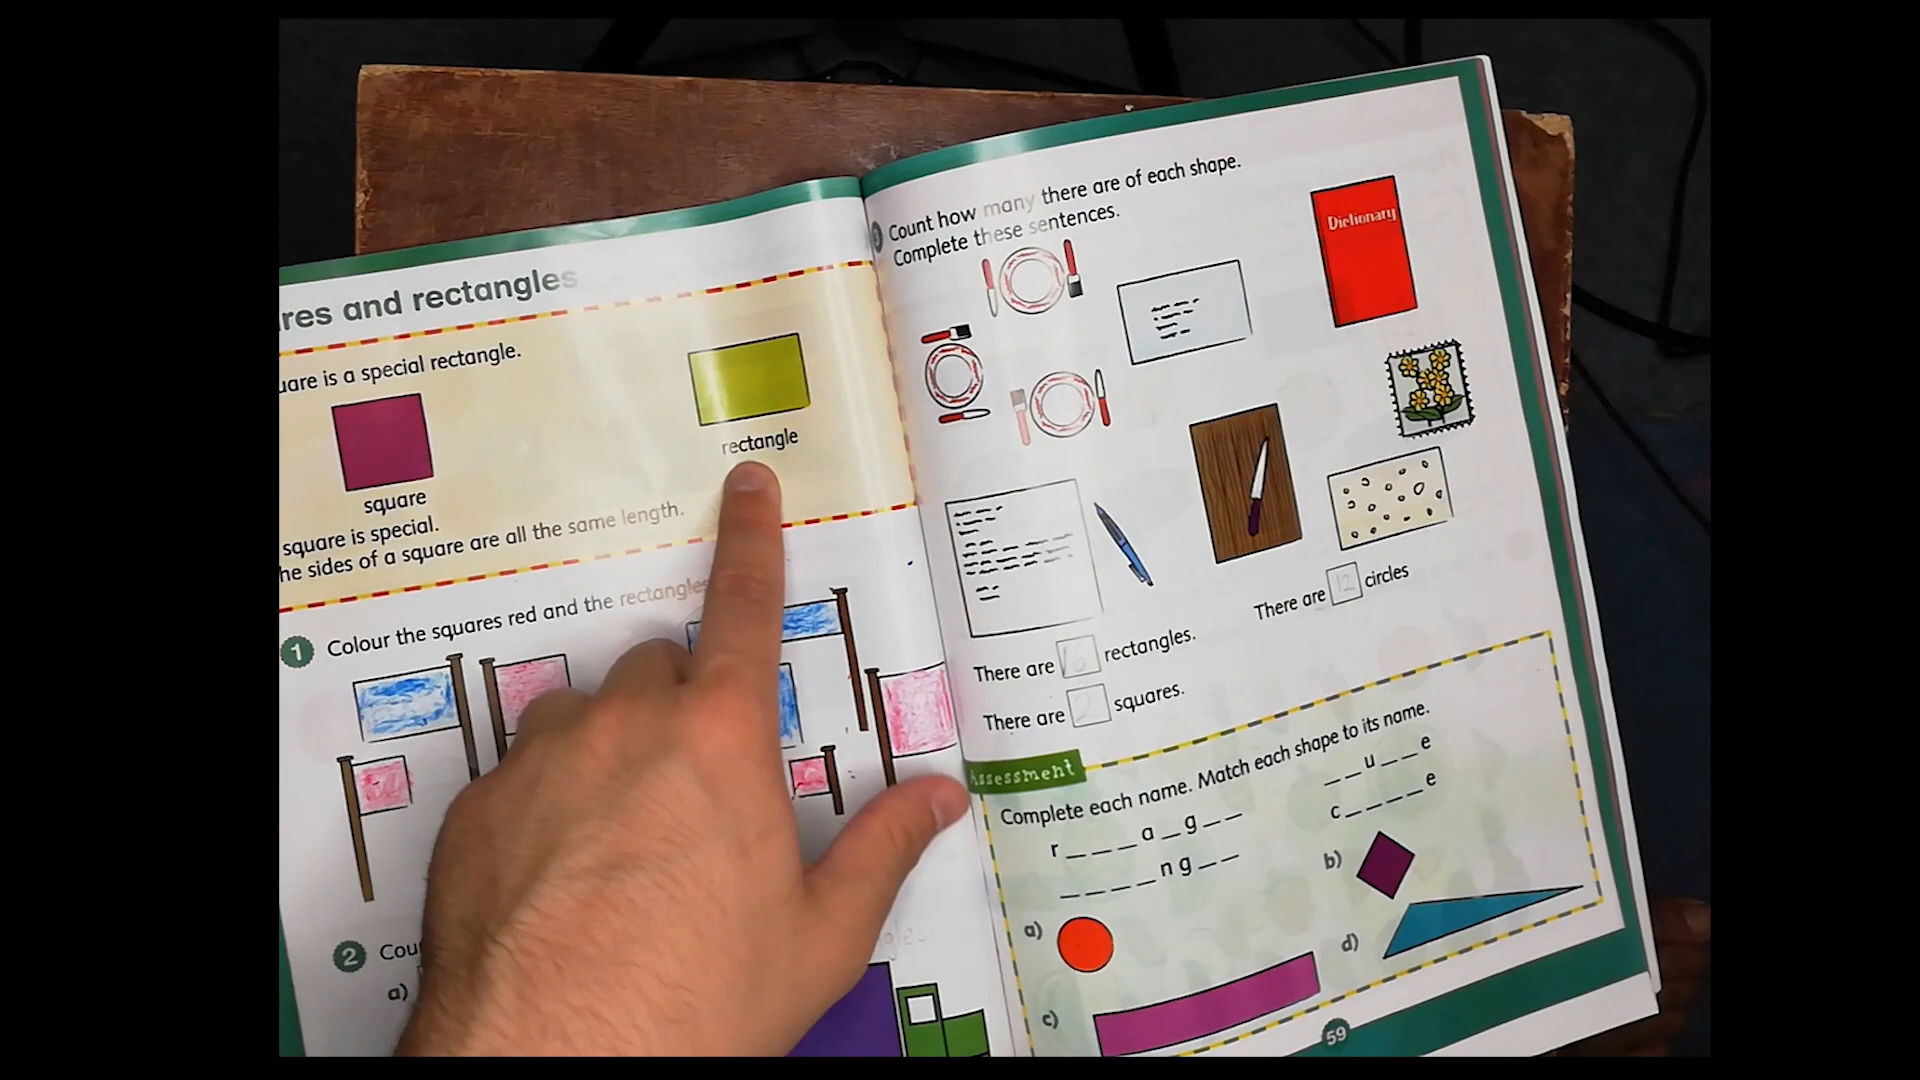 res and rectangles
uare is a special rectangle.
square
rectangle
square is special.
he sides of a square are all the same length.
1 Colour the squares red and the rectangles
2 Cou
a)
Count how many there are of each shape.
Complete these sentences.
Dictionary
There are 12 circles
There are 6 rectangles.
There are 2 squares.
Assessment
Complete each name. Match each shape to its name.
r _ _ _ a _ g _ _
_ _ u _ _ e
_ _ _ _ n g _ _
c _ _ _ _ e
a)
b)
c)
d)
59